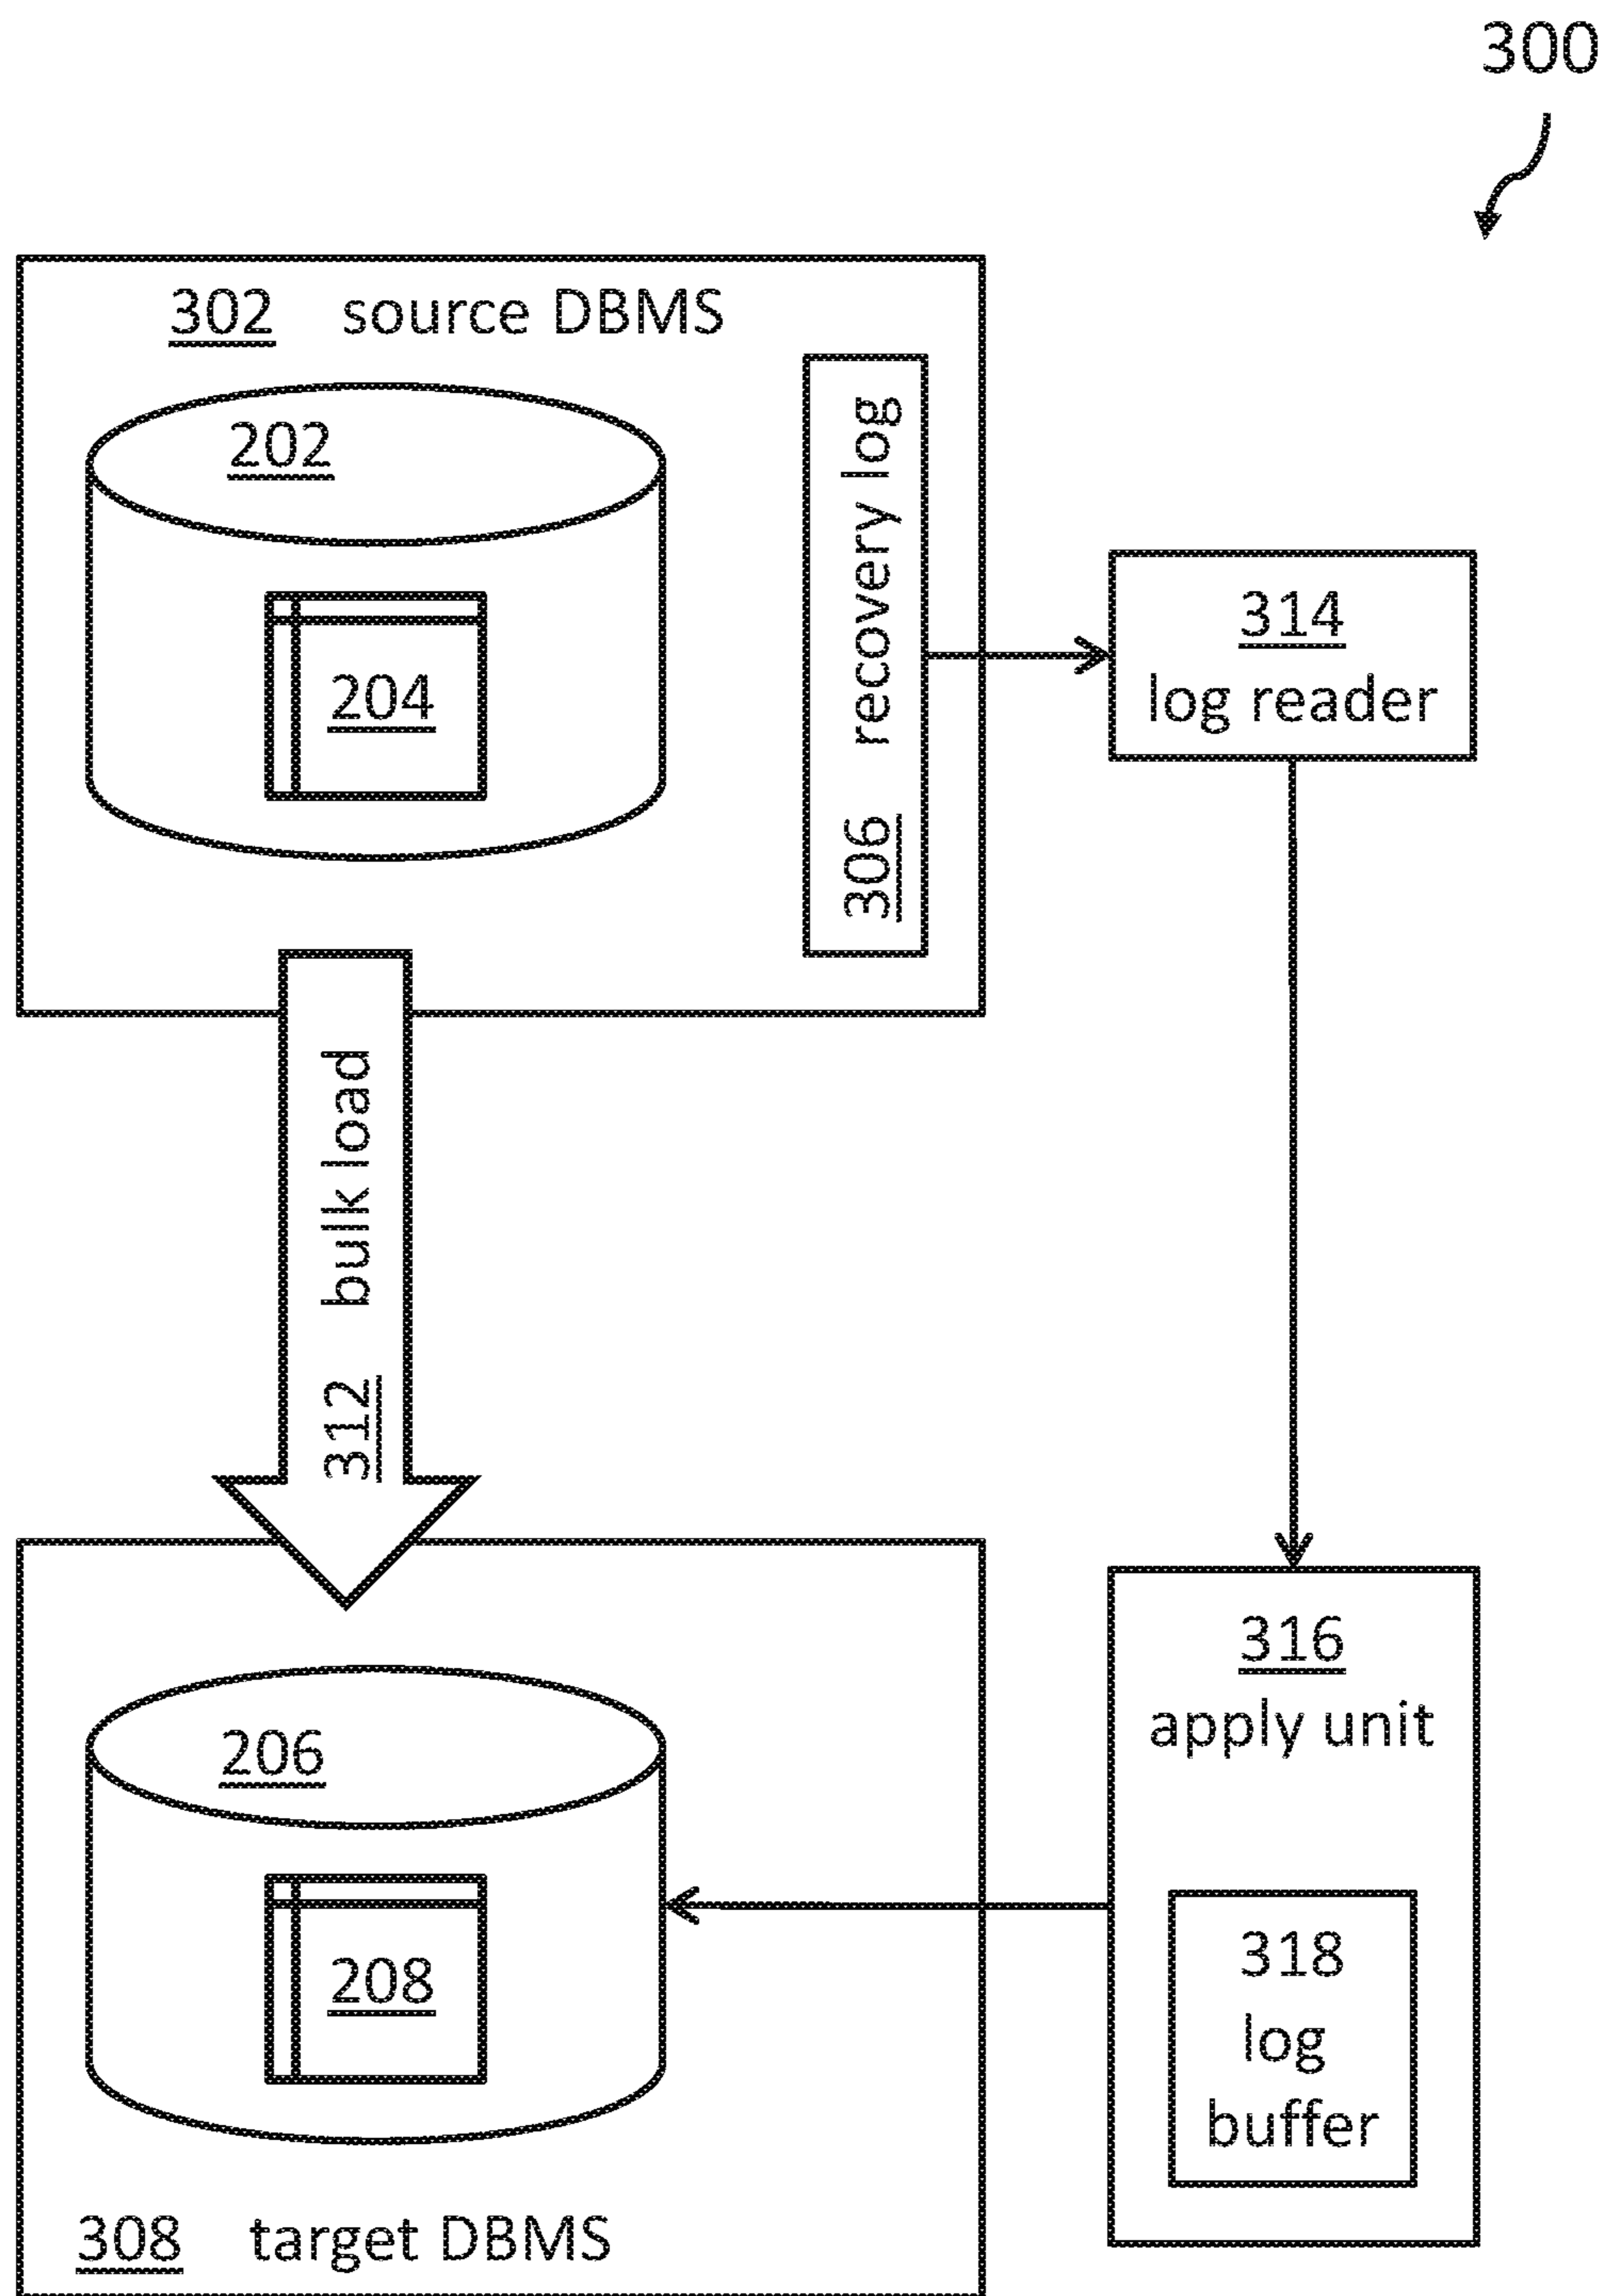 300
302 source DBMS
202
204
306 recovery log
314
log reader
312 bulk load
316
apply unit
206
208
318
log
buffer
308 target DBMS